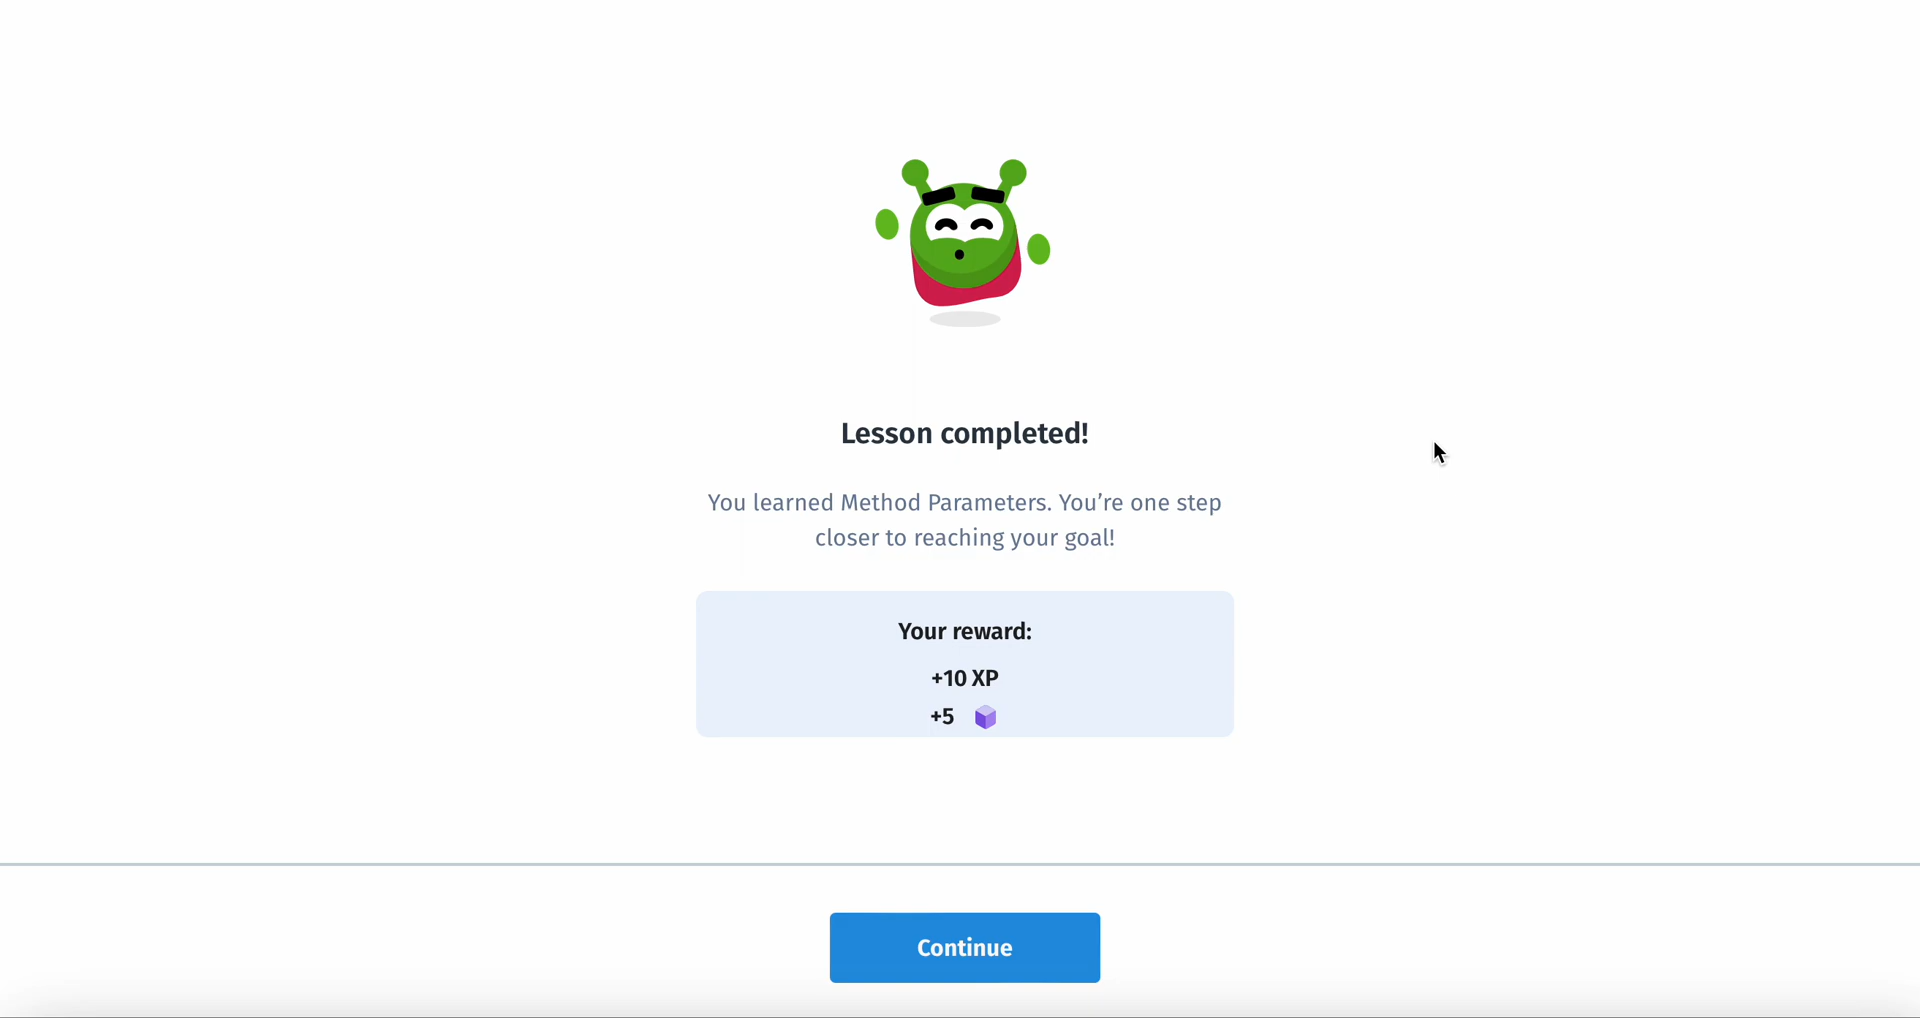 Lesson completed!
You learned Method Parameters. You’re one step
closer to reaching your goal!
Your reward:
+10 XP
+5
Continue